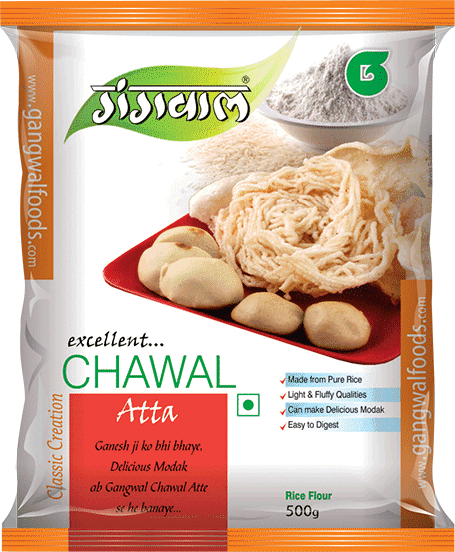 गंगवाल®
www.gangwalfoods.com
excellent...
CHAWAL
Atta
Classic Creation
Ganesh ji ko bhi bhaye,
Delicious Modak
ab Gangwal Chawal Atte
se he banaye...
Made from Pure Rice
Light & Fluffy Qualities
Can make Delicious Modak
Easy to Digest
Rice Flour
500g
www.gangwalfoods.com